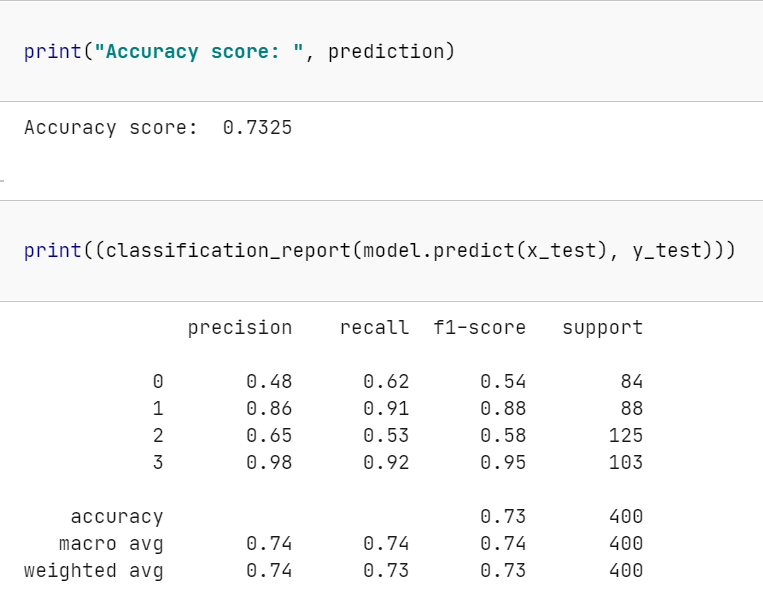 print("Accuracy score: ", prediction)
Accuracy score:  0.7325
print((classification_report(model.predict(x_test), y_test)))
precision    recall  f1-score   support
0       0.48      0.62      0.54        84
1       0.86      0.91      0.88        88
2       0.65      0.53      0.58       125
3       0.98      0.92      0.95       103
accuracy                           0.73       400
macro avg       0.74      0.74      0.74       400
weighted avg       0.74      0.73      0.73       400